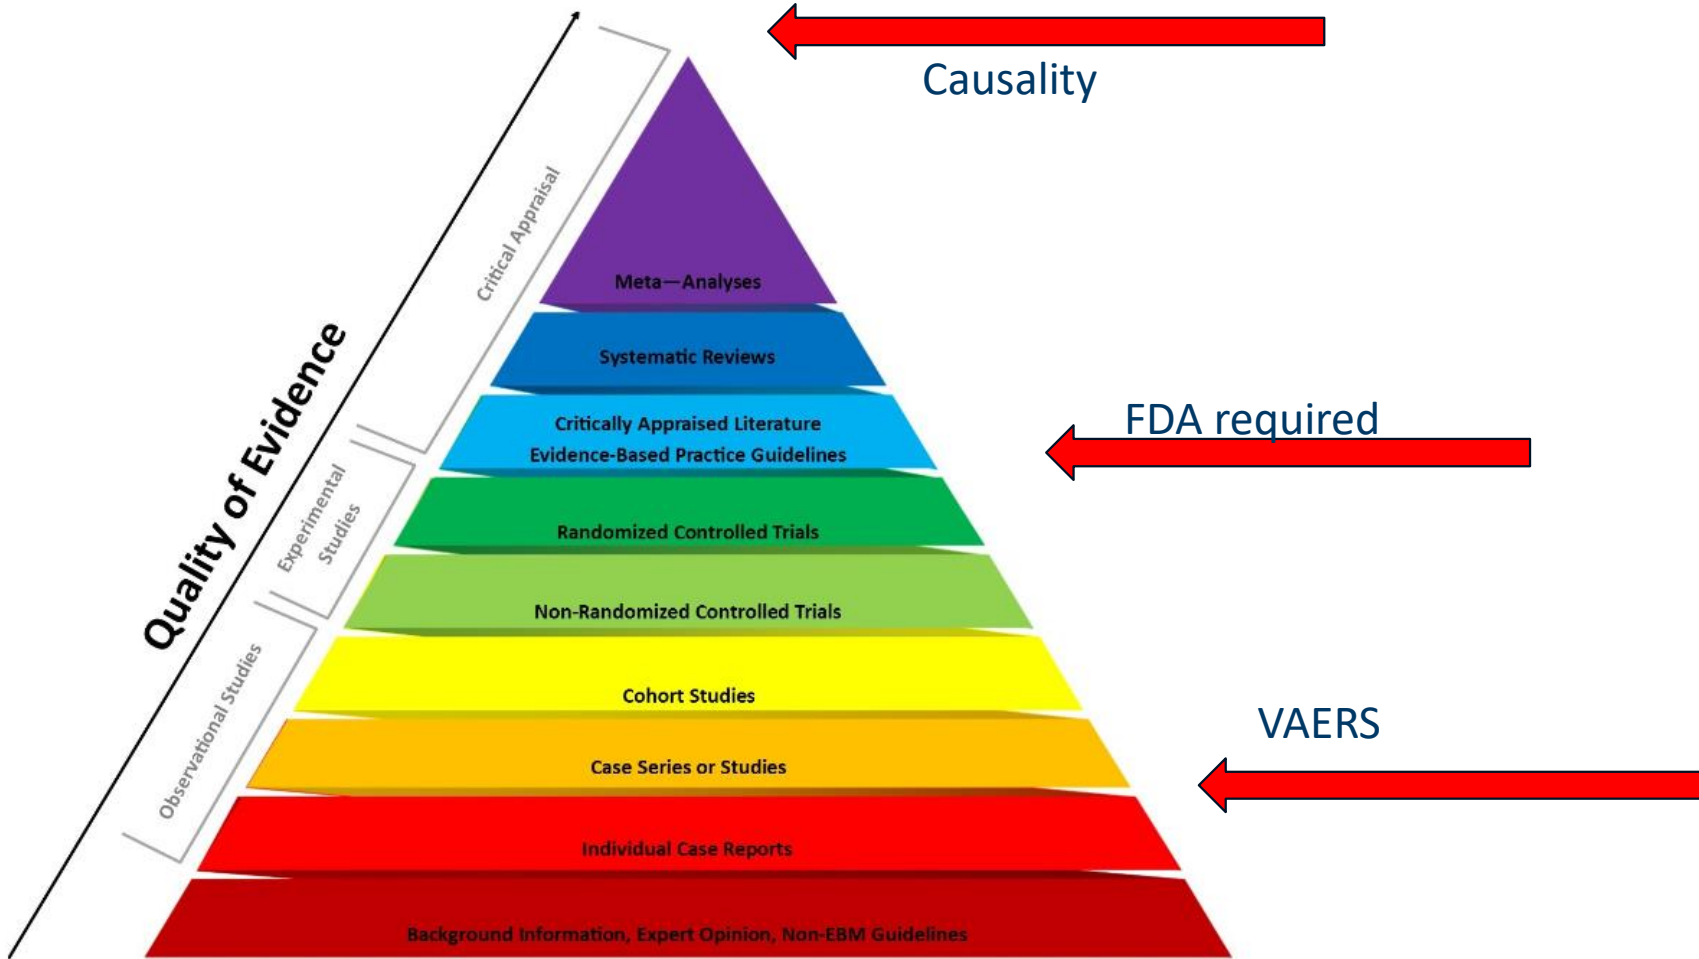 Causality
Critical Appraisal
Meta—Analyses
Quality of Evidence
Systematic Reviews
FDA required
Critically Appraised Literature
Evidence-Based Practice Guidelines
Experimental
Studies
Randomized Controlled Trials
Non-Randomized Controlled Trials
Observational Studies
Cohort Studies
VAERS
Case Series or Studies
Individual Case Reports
Background Information, Expert Opinion, Non-EBM Guidelines